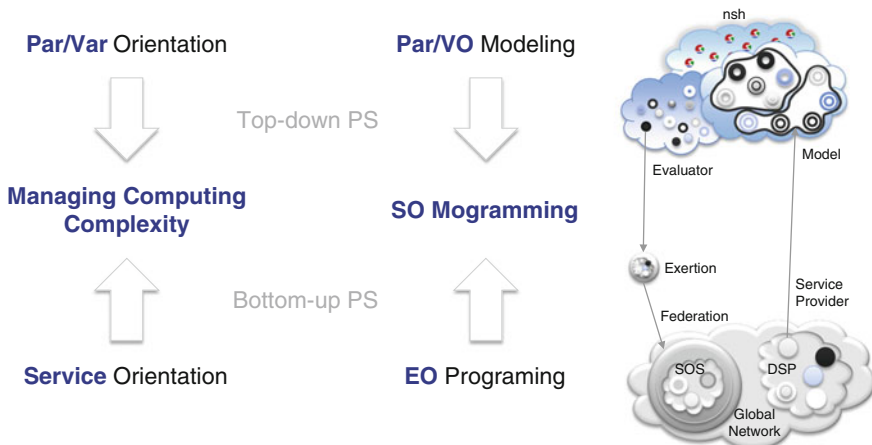 Par/Var Orientation
Par/VO Modeling
nsh
Top-down PS
Evaluator
Model
Managing Computing
Complexity
SO Mogramming
Exertion
Service
Provider
Bottom-up PS
Federation
SOS
DSP
Service Orientation
EO Programing
Global
Network